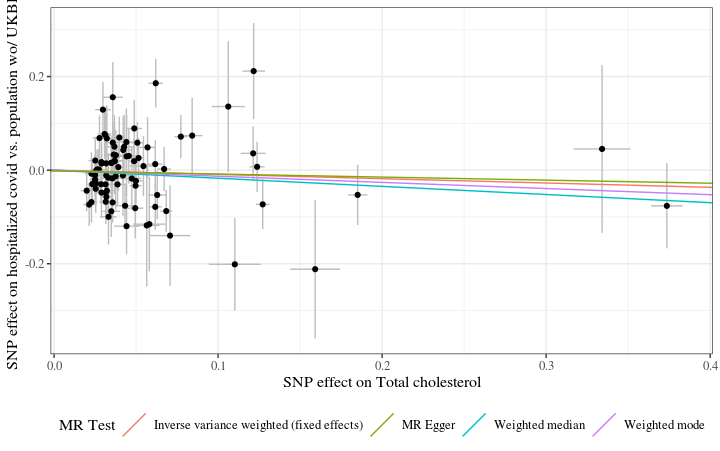 SNP effect on hospitalized covid vs. population wo/
0.2
0.0
-0.2
0.0
0.1
0.2
0.3
0.4
SNP effect on Total cholesterol
MR Test
Inverse variance weighted (fixed effects)
MR Egger
Weighted median
Weighted mode